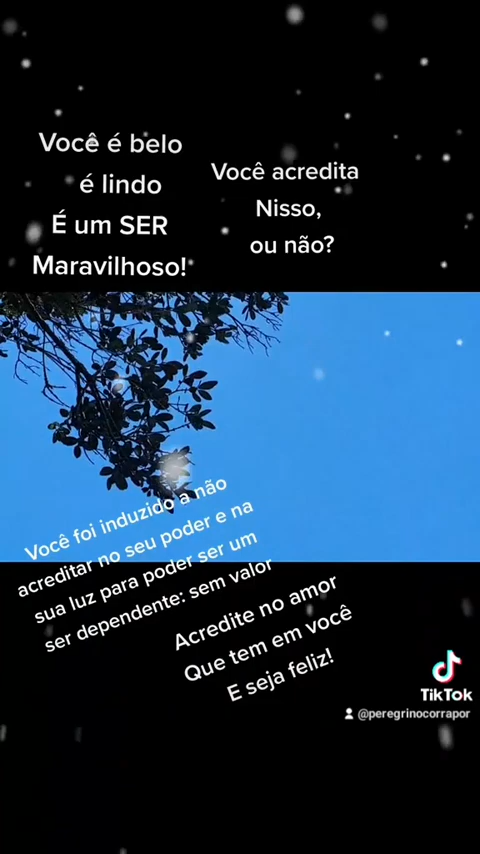 Você é belo
é lindo
É um SER
Maravilhoso!
Você acredita
Nisso,
ou não?
Você foi induzido a não
acreditar no seu poder e na
sua luz para poder ser um
ser dependente: sem valor
Acredite no amor
Que tem em você
E seja feliz!
TikTok
@peregrinocorrapor